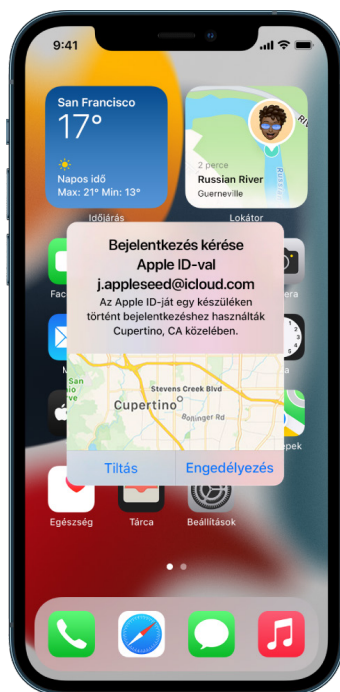 9:41
San Francisco
17°
Napos idő
Max: 21° Min: 13°
Időjárás
2 perce
Russian River
Guerneville
Lokátor
Bejelentkezés kérése
Apple ID-val
j.appleseed@icloud.com
Az Apple ID-ját egy készüléken
történt bejelentkezéshez használták
Cupertino, CA közelében.
Stevens Creek Blvd
Cupertino
Bollinger Rd
Tiltás
Engedélyezés
Egészség
Tárca
Beállítások